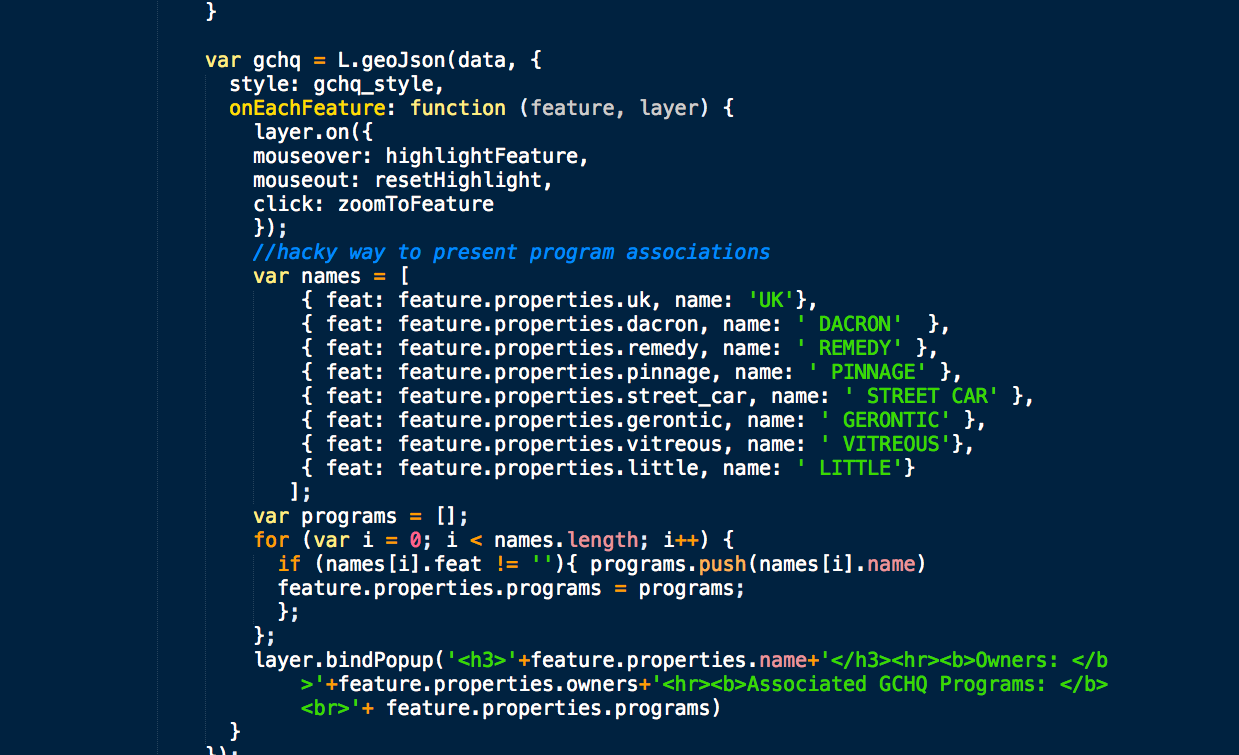 }
var gchq = L.geoJson(data, {
style: gchq_style,
onEachFeature: function (feature, layer) {
layer.on({
mouseover: highlightFeature,
mouseout: resetHighlight,
click: zoomToFeature
});
//hacky way to present program associations
var names = [
{ feat: feature.properties.uk, name: 'UK'},
{ feat: feature.properties.dacron, name: ' DACRON'  },
{ feat: feature.properties.remedy, name: ' REMEDY' },
{ feat: feature.properties.pinnage, name: ' PINNAGE' },
{ feat: feature.properties.street_car, name: ' STREET CAR' },
{ feat: feature.properties.gerontic, name: ' GERONTIC' },
{ feat: feature.properties.vitreous, name: ' VITREOUS'},
{ feat: feature.properties.little, name: ' LITTLE'}
];
var programs = [];
for (var i = 0; i < names.length; i++) {
if (names[i].feat != ''){ programs.push(names[i].name)
feature.properties.programs = programs;
};
};
layer.bindPopup('<h3>'+feature.properties.name+'</h3><hr><b>Owners: </b
>'+feature.properties.owners+'<hr><b>Associated GCHQ Programs: </b>
<br>'+ feature.properties.programs)
}
});